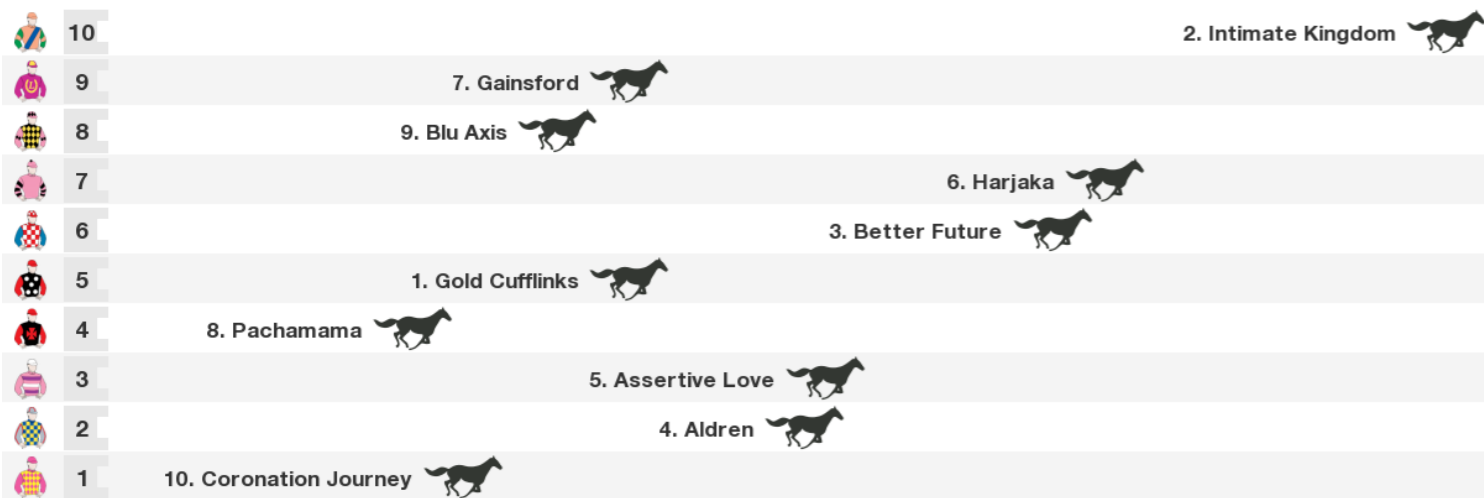 10 2. Intimate Kingdom
9 7. Gainsford
8 9. Blu Axis
7 6. Harjaka
6 3. Better Future
5 1. Gold Cufflinks
4 8. Pachamama
3 5. Assertive Love
2 4. Aldren
1 10. Coronation Journey